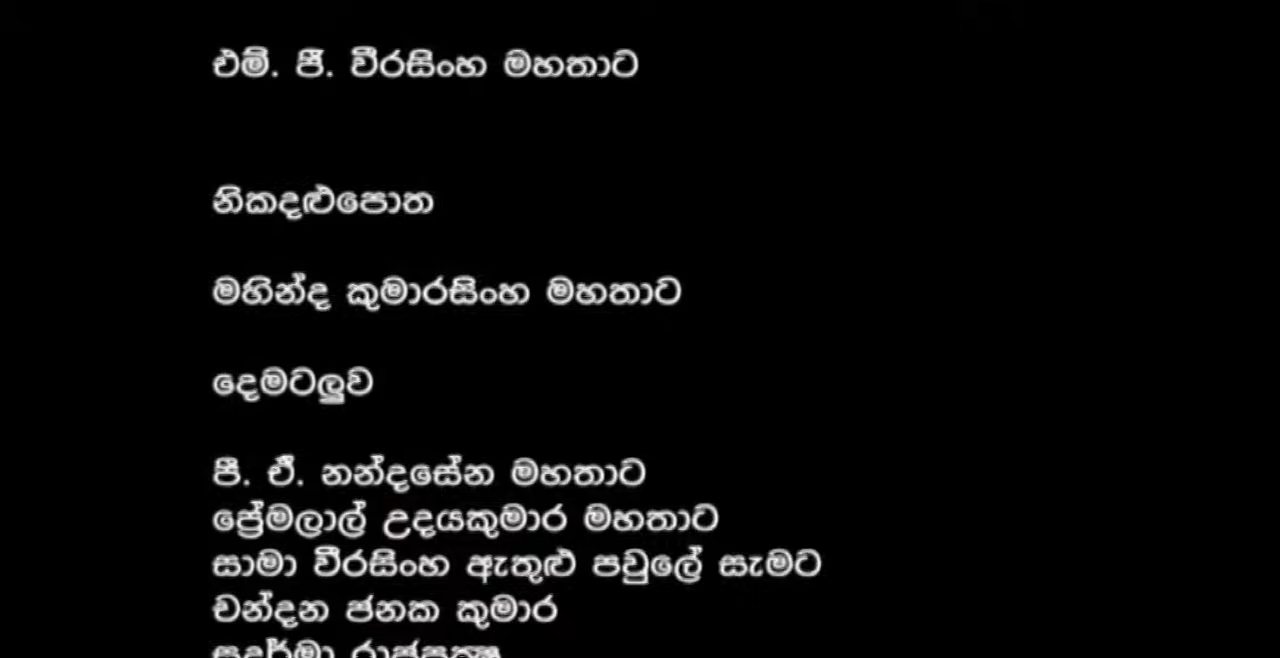 එම්. ජී. වීරසිංහ මහතාට
නිකදළුපොත
මහින්ද කුමාරසිංහ මහතාට
දෙමටලුව
පී. ඒ. නන්දසේන මහතාට
ප්‍රේමලාල් උදයකුමාර මහතාට
සාමා වීරසිංහ ඇතුළු පවුලේ සැමට
චන්දන ජනක කුමාර